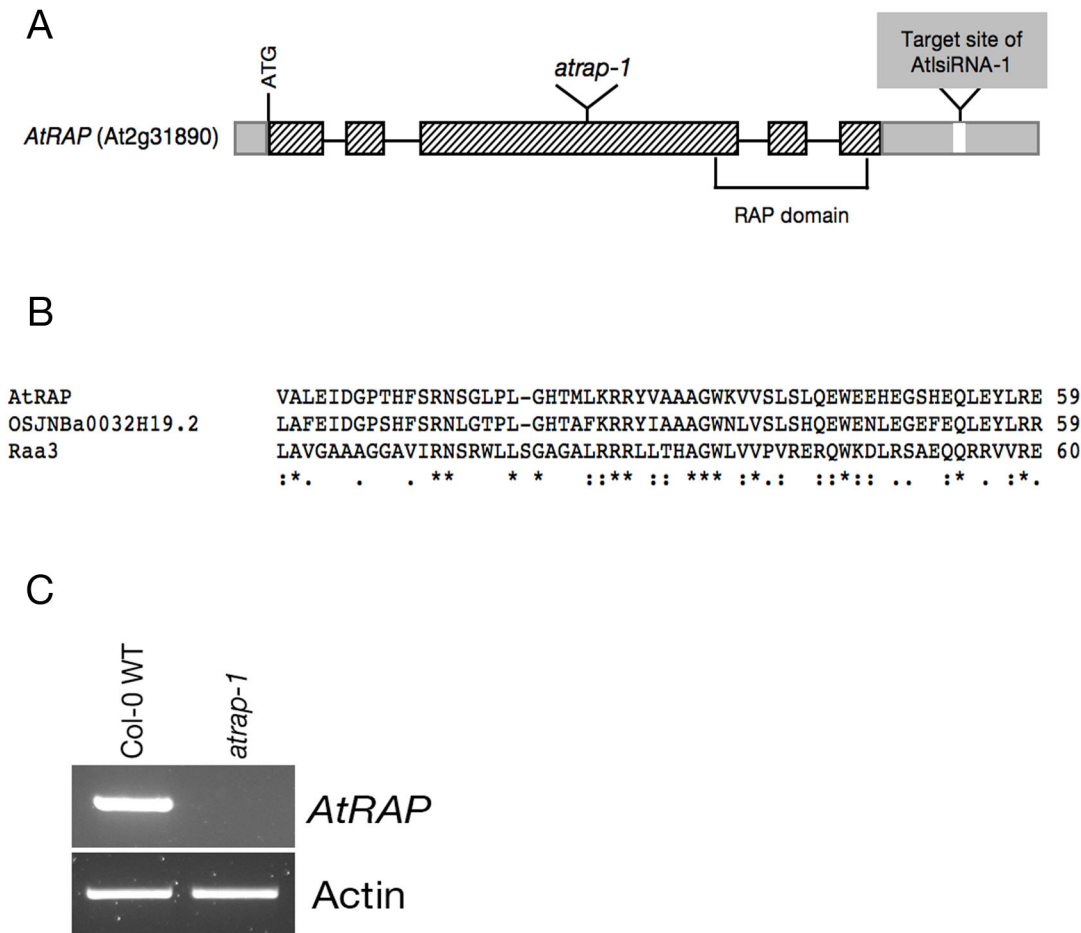 A
ATG
atrap-1
Target site of
AtlsiRNA-1
AtRAP (At2g31890)
RAP domain
B
AtRAP VALEIDGPTHFSRNSGLPL-GHTMLKRRYVAAAGWKVVSLSLQEWEEHEGSHEQLEYLRE 59
OSJNBa0032H19.2 LAFEIDGPSHFSRNLGTPL-GHTAFKRRYIAAAGWNLVSLSHQEWENLEGEFEQLEYLRR 59
Raa3 LAVGAAAGGAVIRNSRWLLSGAGALRRRLLTHAGWLVVPVRERQWKDLRSAEQQRRVVRE 60
:*. . . ** * * ::** :: *** :*.: ::*:: .. :* . :*.
C
Col-0 WT
atrap-1
AtRAP
Actin